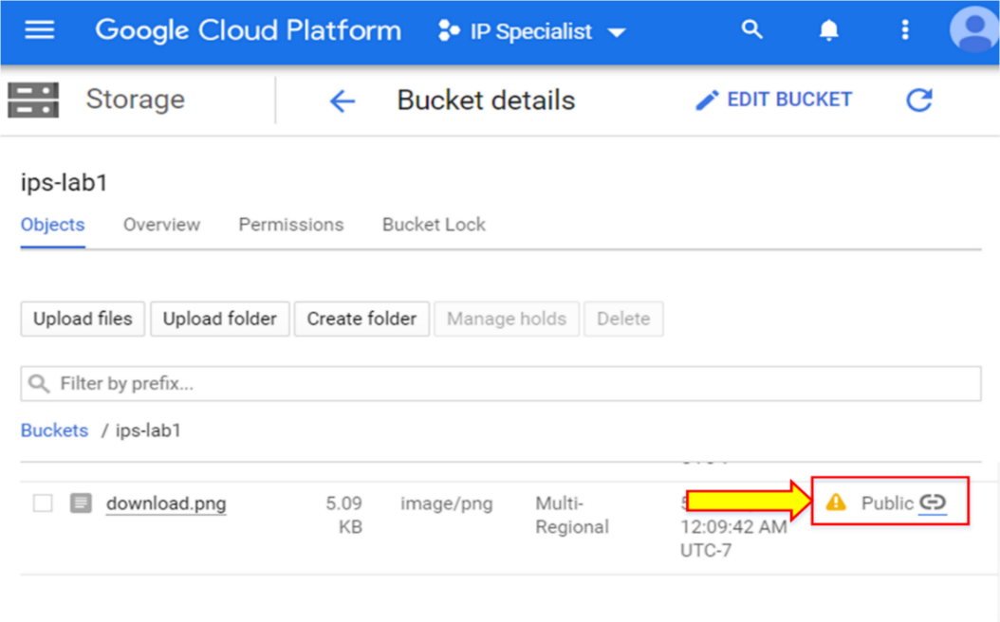 Google Cloud Platform IP Specialist
Storage Bucket details EDIT BUCKET
ips-lab1
Objects Overview Permissions Bucket Lock
Upload files Upload folder Create folder Manage holds Delete
Filter by prefix...
Buckets / ips-lab1
download.png 5.09 KB image/png Multi-Regional 12:09:42 AM UTC-7 Public